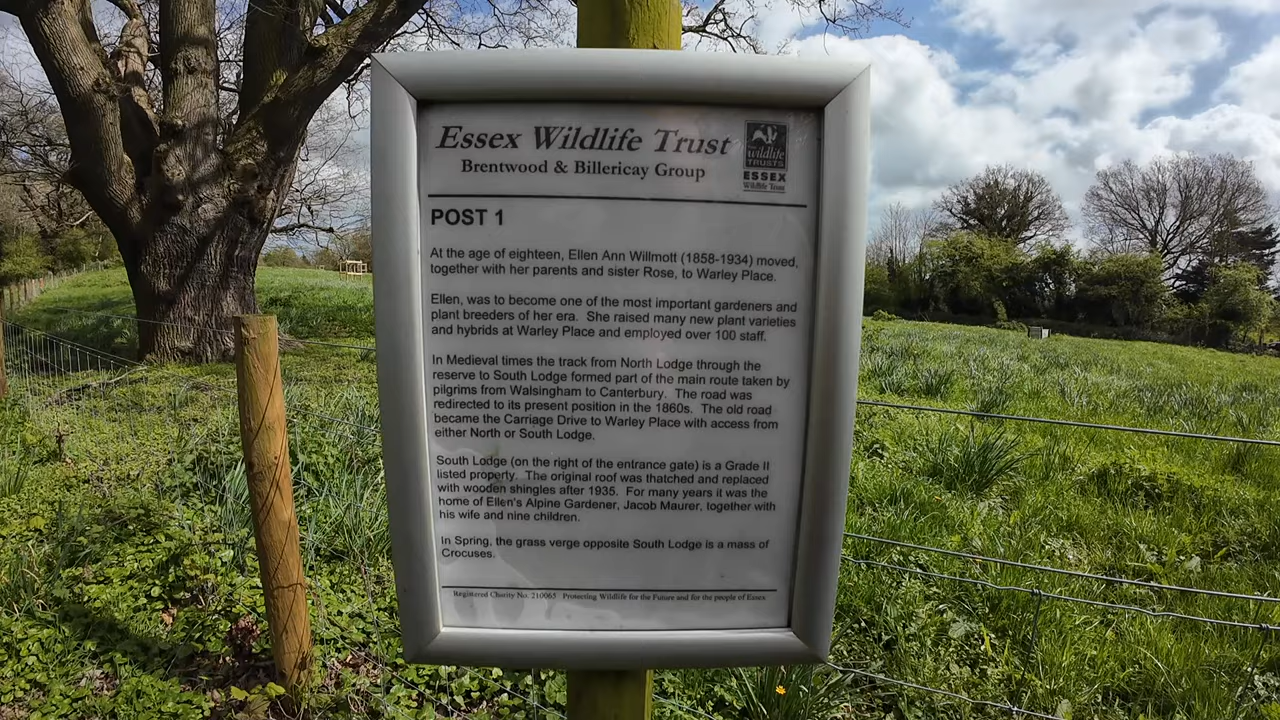 Essex Wildlife Trust
Brentwood & Billericay Group
the wildlife
TRUSTS
ESSEX
Wildlife Trust
POST 1
At the age of eighteen, Ellen Ann Willmott (1858-1934) moved,
together with her parents and sister Rose, to Warley Place.
Ellen, was to become one of the most important gardeners and
plant breeders of her era. She raised many new plant varieties
and hybrids at Warley Place and employed over 100 staff.
In Medieval times the track from North Lodge through the
reserve to South Lodge formed part of the main route taken by
pilgrims from Walsingham to Canterbury. The road was
redirected to its present position in the 1860s. The old road
became the Carriage Drive to Warley Place with access from
either North or South Lodge.
South Lodge (on the right of the entrance gate) is a Grade II
listed property. The original roof was thatched and replaced
with wooden shingles after 1935. For many years it was the
home of Ellen's Alpine Gardener, Jacob Maurer, together with
his wife and nine children.
In Spring, the grass verge opposite South Lodge is a mass of
Crocuses.
Registered Charity No. 210065 Protecting Wildlife for the Future and for the people of Essex